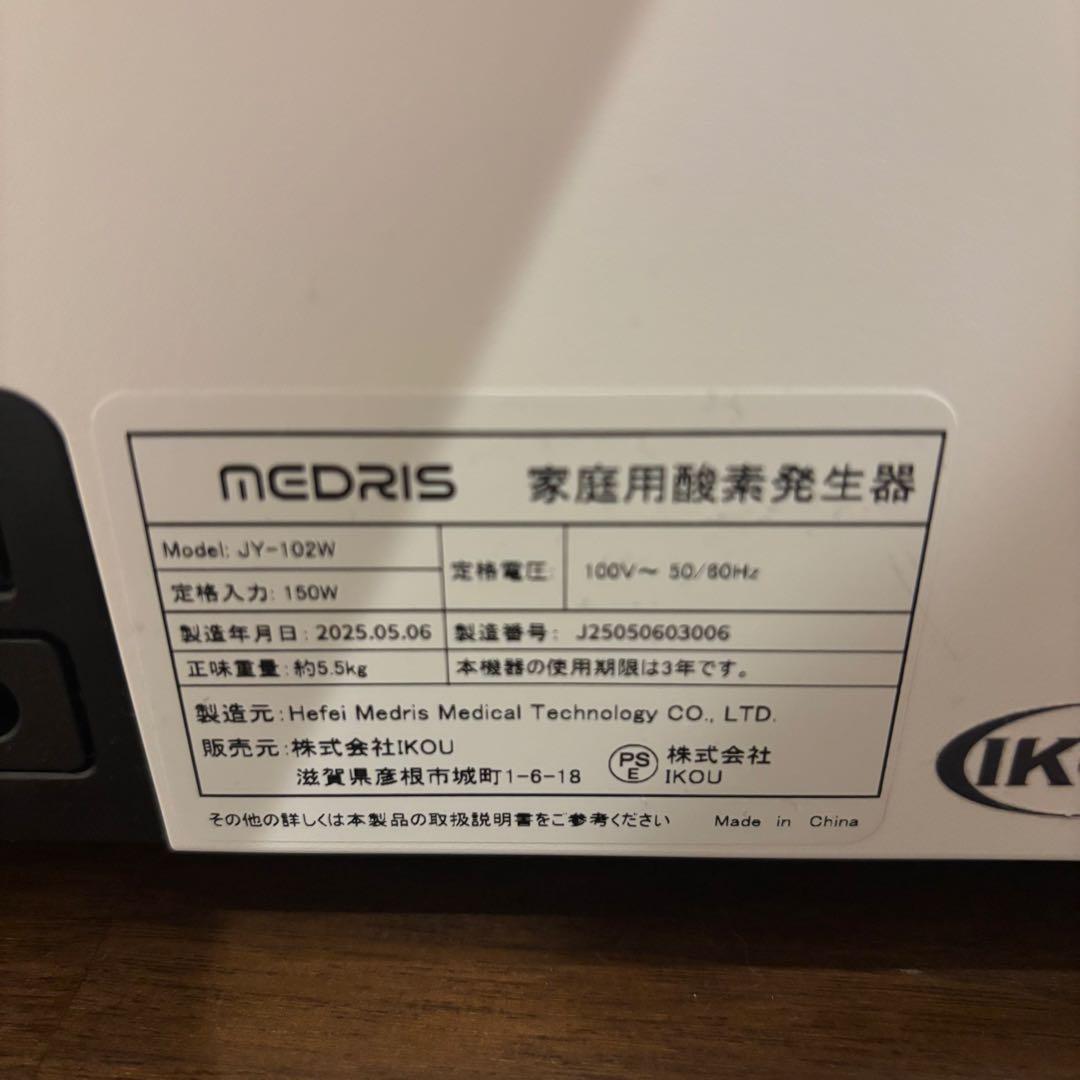 MEDRIS 家庭用酸素発生器
Model: JY-102W
定格入力: 150W
定格電圧: 100V～ 50/60Hz
製造年月日: 2025.05.06 製造番号: J25050603006
正味重量: 約5.5kg 本機器の使用期限は3年です。
製造元: Hefei Medris Medical Technology CO., LTD.
販売元: 株式会社IKOU
滋賀県彦根市城町1-6-18
PS
E
株式会社
IKOU
その他の詳しくは本製品の取扱説明書をご参考ください Made in China